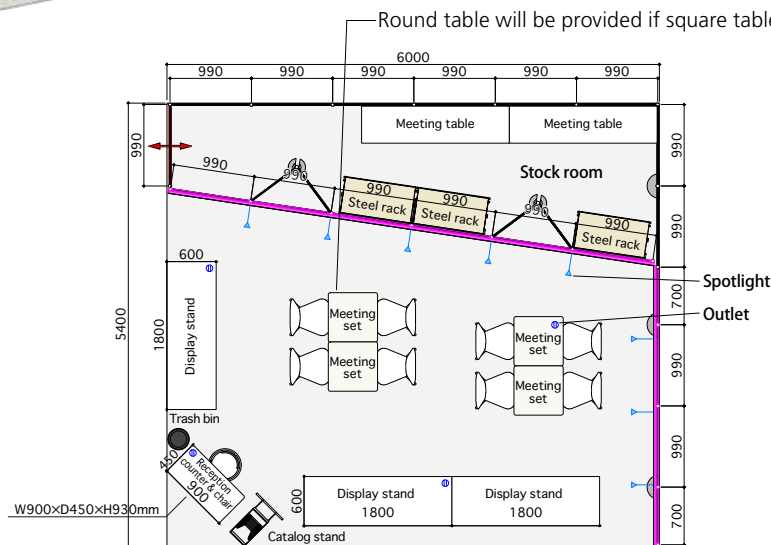 Round table will be provided if square table
6000
990 990 990 990 990 990
Meeting table
Meeting table
990
990
990
990
Stock room
990
990
990
990
Steel rack
990
Steel rack
990
Steel rack
600
Spotlight
700
Outlet
5400
1800
Display stand
Meeting
set
Meeting
set
Meeting
set
Meeting
set
990
Trash bin
450
Reception
counter & chair
900
990
600
Display stand
1800
Display stand
1800
700
W900×D450×H930mm
Catalog stand